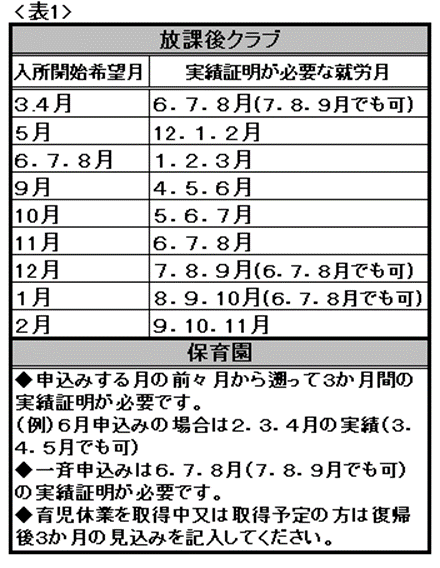 <表1>
放課後クラブ
入所開始希望月 実績証明が必要な就労月
3.4月 6.7.8月(7.8.9月でも可)
5月 12.1.2月
6.7.8月 1.2.3月
9月 4.5.6月
10月 5.6.7月
11月 6.7.8月
12月 7.8.9月(6.7.8月でも可)
1月 8.9.10月(6.7.8月でも可)
2月 9.10.11月
保育園
◆申込みする月の前々月から遡って3か月間の
実績証明が必要です。
(例)6月申込みの場合は2.3.4月の実績(3.
4.5月でも可)
◆一斉申込みは6.7.8月(7.8.9月でも可)
の実績証明が必要です。
◆育児休業を取得中又は取得予定の方は復帰
後3か月の見込みを記入してください。